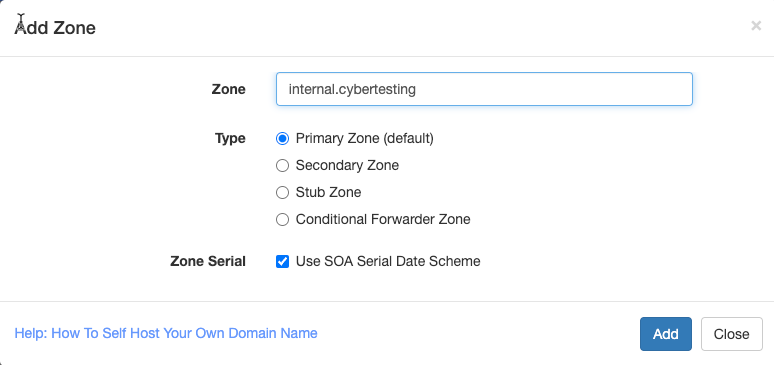 Add Zone
×
Zone internal.cybertesting
Type Primary Zone (default)
Secondary Zone
Stub Zone
Conditional Forwarder Zone
Zone Serial Use SOA Serial Date Scheme
Help: How To Self Host Your Own Domain Name Add Close